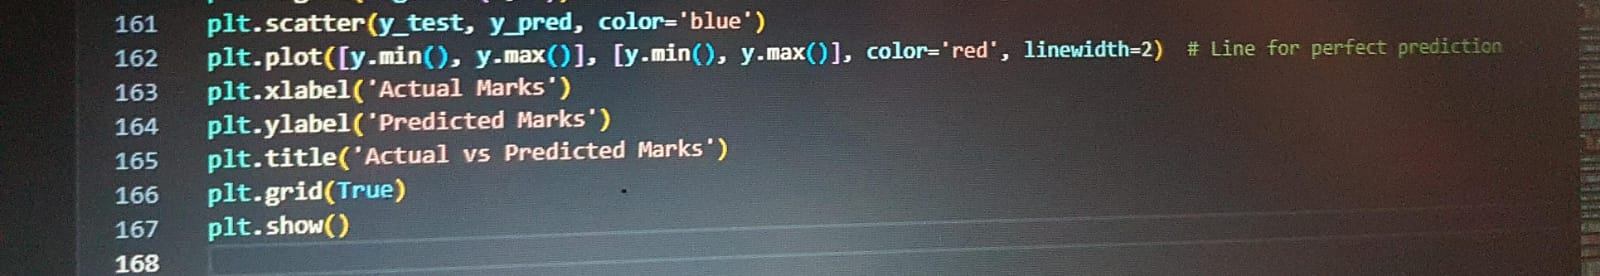 161 plt.scatter(y_test, y_pred, color='blue')
162 plt.plot([y.min(), y.max()], [y.min(), y.max()], color='red', linewidth=2) # Line for perfect prediction
163 plt.xlabel('Actual Marks')
164 plt.ylabel('Predicted Marks')
165 plt.title('Actual vs Predicted Marks')
166 plt.grid(True)
167 plt.show()
168